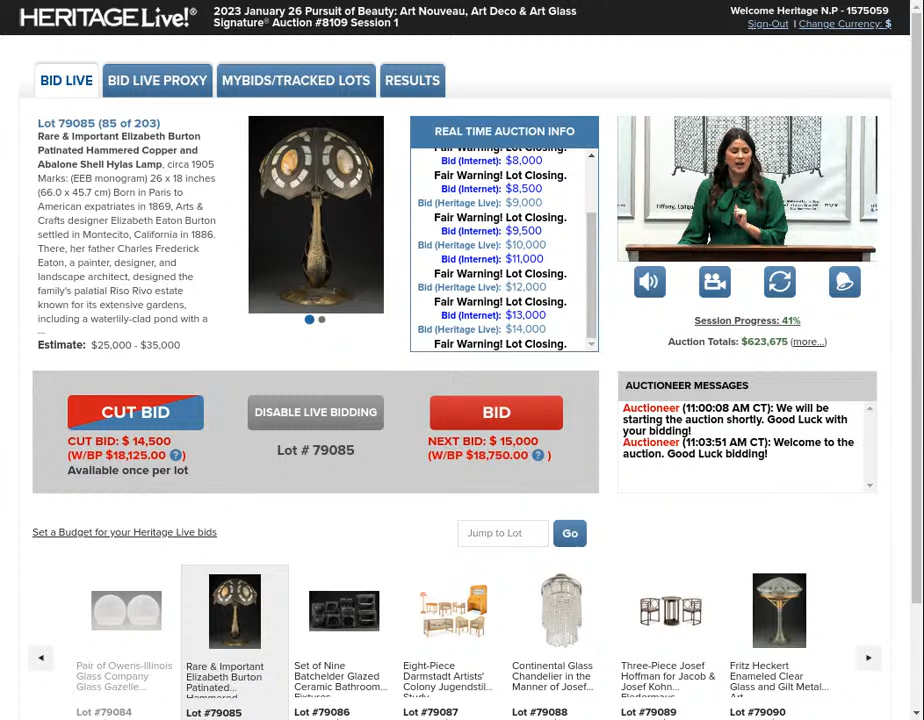 HERITAGE Live!®
2023 January 26 Pursuit of Beauty: Art Nouveau, Art Deco & Art Glass
Signature® Auction #8109 Session 1
Welcome Heritage N.P - 1575059
Sign-Out | Change Currency: $
BID LIVE
BID LIVE PROXY
MYBIDS/TRACKED LOTS
RESULTS
Lot 79085 (85 of 203)
Rare & Important Elizabeth Burton
Patinated Hammered Copper and
Abalone Shell Hylas Lamp, circa 1905
Marks: (EEB monogram) 26 x 18 inches
(66.0 x 45.7 cm) Born in Paris to
American expatriates in 1869, Arts &
Crafts designer Elizabeth Eaton Burton
settled in Montecito, California in 1886.
There, her father Charles Frederick
Eaton, a painter, designer, and
landscape architect, designed the
family's palatial Riso Rivo estate
known for its extensive gardens,
including a waterlily-clad pond with a
...
Estimate: $25,000 - $35,000
REAL TIME AUCTION INFO
Fair Warning! Lot Closing.
Bid (Internet): $8,000
Fair Warning! Lot Closing.
Bid (Internet): $8,500
Bid (Heritage Live): $9,000
Fair Warning! Lot Closing.
Bid (Internet): $9,500
Bid (Heritage Live): $10,000
Bid (Internet): $11,000
Fair Warning! Lot Closing.
Bid (Heritage Live): $12,000
Fair Warning! Lot Closing.
Bid (Internet): $13,000
Bid (Heritage Live): $14,000
Fair Warning! Lot Closing.
Session Progress: 41%
Auction Totals: $623,675 (more...)
CUT BID
CUT BID: $ 14,500
(W/BP $18,125.00 ?)
Available once per lot
DISABLE LIVE BIDDING
Lot # 79085
BID
NEXT BID: $ 15,000
(W/BP $18,750.00 ? )
AUCTIONEER MESSAGES
Auctioneer (11:00:08 AM CT): We will be
starting the auction shortly. Good Luck with
your bidding!
Auctioneer (11:03:51 AM CT): Welcome to the
auction. Good Luck bidding!
Set a Budget for your Heritage Live bids
Jump to Lot
Go
Pair of Owens-Illinois
Glass Company
Glass Gazelle...
Lot #79084
Rare & Important
Elizabeth Burton
Patinated...
Hammered
Lot #79085
Set of Nine
Batchelder Glazed
Ceramic Bathroom...
Fixtures
Lot #79086
Eight-Piece
Darmstadt Artists'
Colony Jugendstil...
Study
Lot #79087
Continental Glass
Chandelier in the
Manner of Josef...
Lot #79088
Three-Piece Josef
Hoffman for Jacob &
Josef Kohn...
Fledermaus
Lot #79089
Fritz Heckert
Enameled Clear
Glass and Gilt Metal...
Art
Lot #79090